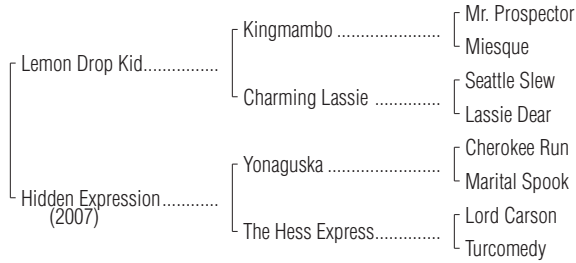 Mr. Prospector
Kingmambo ....................
Miesque
Lemon Drop Kid...............
Seattle Slew
Charming Lassie .............
Lassie Dear
Cherokee Run
Yonaguska ......................
Marital Spook
Hidden Expression............
(2007)
Lord Carson
The Hess Express.............
Turcomedy